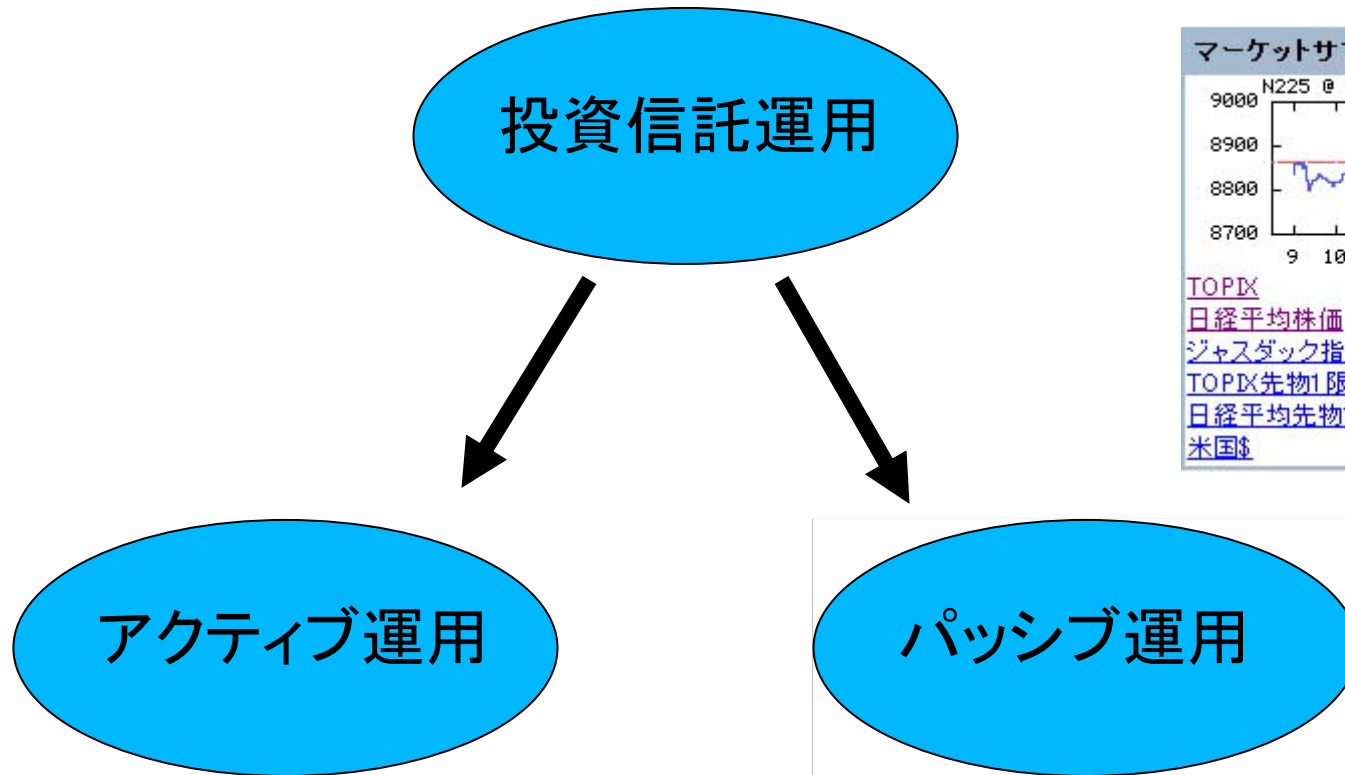 投資信託運用
マーケットサ
N225 @
9000
8900
8800
8700
9 10
TOPIX
日経平均株価
ジャスダック指
TOPIX先物1限
日経平均先物
米国$
アクティブ運用
パッシブ運用